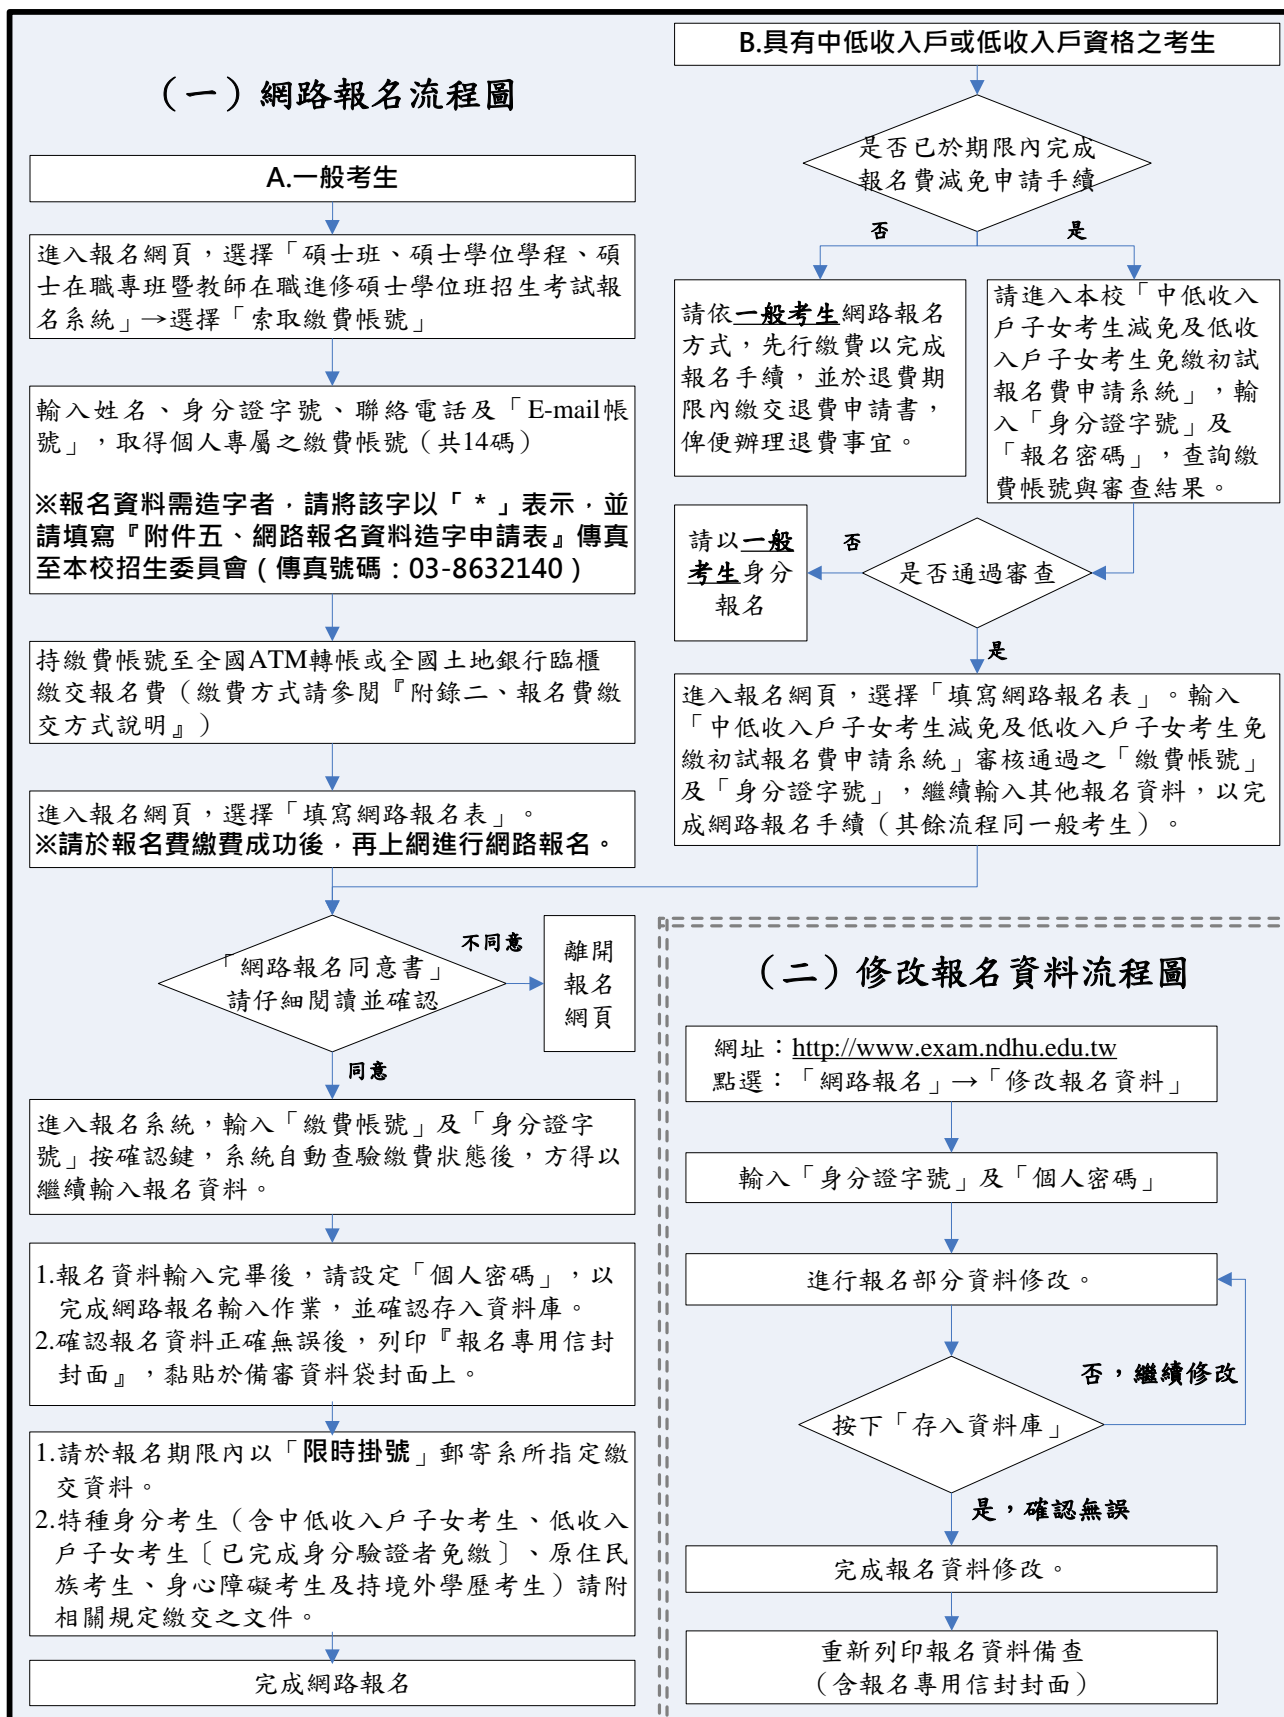 （一）網路報名流程圖
A.一般考生
進入報名網頁，選擇「碩士班、碩士學位學程、碩
士在職專班暨教師在職進修碩士學位班招生考試報
名系統」→選擇「索取繳費帳號」
輸入姓名、身分證字號、聯絡電話及「E-mail帳
號」，取得個人專屬之繳費帳號（共14碼）
※報名資料需造字者，請將該字以「 * 」表示，並
請填寫『附件五、網路報名資料造字申請表』傳真
至本校招生委員會（傳真號碼：03-8632140）
持繳費帳號至全國ATM轉帳或全國土地銀行臨櫃
繳交報名費（繳費方式請參閱『附錄二、報名費繳
交方式說明』）
進入報名網頁，選擇「填寫網路報名表」。
※請於報名費繳費成功後，再上網進行網路報名。
「網路報名同意書」
請仔細閱讀並確認
不同意
離開
報名
網頁
同意
進入報名系統，輸入「繳費帳號」及「身分證字
號」按確認鍵，系統自動查驗繳費狀態後，方得以
繼續輸入報名資料。
1.報名資料輸入完畢後，請設定「個人密碼」，以
完成網路報名輸入作業，並確認存入資料庫。
2.確認報名資料正確無誤後，列印『報名專用信封
封面』，黏貼於備審資料袋封面上。
1.請於報名期限內以「限時掛號」郵寄系所指定繳
交資料。
2.特種身分考生（含中低收入戶子女考生、低收入
戶子女考生〔已完成身分驗證者免繳〕、原住民
族考生、身心障礙考生及持境外學歷考生）請附
相關規定繳交之文件。
完成網路報名
B.具有中低收入戶或低收入戶資格之考生
是否已於期限內完成
報名費減免申請手續
否
是
請依一般考生網路報名
方式，先行繳費以完成
報名手續，並於退費期
限內繳交退費申請書，
俾便辦理退費事宜。
請進入本校「中低收入
戶子女考生減免及低收
入戶子女考生免繳初試
報名費申請系統」，輸
入「身分證字號」及
「報名密碼」，查詢繳
費帳號與審查結果。
請以一般
考生身分
報名
否
是否通過審查
是
進入報名網頁，選擇「填寫網路報名表」。輸入
「中低收入戶子女考生減免及低收入戶子女考生免
繳初試報名費申請系統」審核通過之「繳費帳號」
及「身分證字號」，繼續輸入其他報名資料，以完
成網路報名手續（其餘流程同一般考生）。
（二）修改報名資料流程圖
網址：http://www.exam.ndhu.edu.tw
點選：「網路報名」→「修改報名資料」
輸入「身分證字號」及「個人密碼」
進行報名部分資料修改。
否，繼續修改
按下「存入資料庫」
是，確認無誤
完成報名資料修改。
重新列印報名資料備查
（含報名專用信封封面）